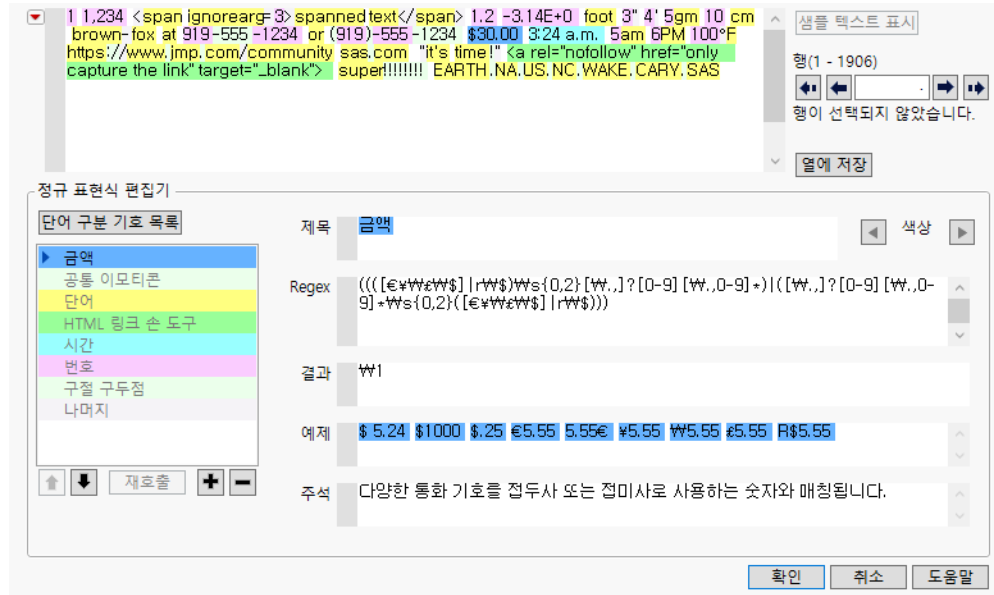 1 1,234 <span ignorearg=3>spanned text</span> 1.2 -3.14E+0 foot 3" 4' 5gm 10 cm
brown-fox at 919-555-1234 or (919)-555-1234 $30.00 3:24 a.m. 5am 6PM 100°F
https://www.jmp.com/community sas.com "it's time!" <a rel="nofollow" href="only
capture the link" target="_blank"> super!!!!!!!! EARTH.NA.US.NC.WAKE.CARY.SAS
샘플 텍스트 표시
행(1 - 1906)
.
행이 선택되지 않았습니다.
열에 저장
정규 표현식 편집기
단어 구분 기호 목록
금액
공통 이모티콘
단어
HTML 링크 손 도구
시간
번호
구절 구두점
나머지
재호출
제목
금액
색상
Regex
((([€¥₩£₩$]|r₩$)₩s{0,2}[₩.,]?[0-9][₩.,0-9]*)|([₩.,]?[0-9][₩.,0-
9]*₩s{0,2}([€¥₩£₩$]|r₩$)))
결과
₩1
예제
$ 5.24 $1000 $.25 €5.55 5.55€ ¥5.55 ₩5.55 £5.55 R$5.55
주석
다양한 통화 기호를 접두사 또는 접미사로 사용하는 숫자와 매칭됩니다.
확인
취소
도움말